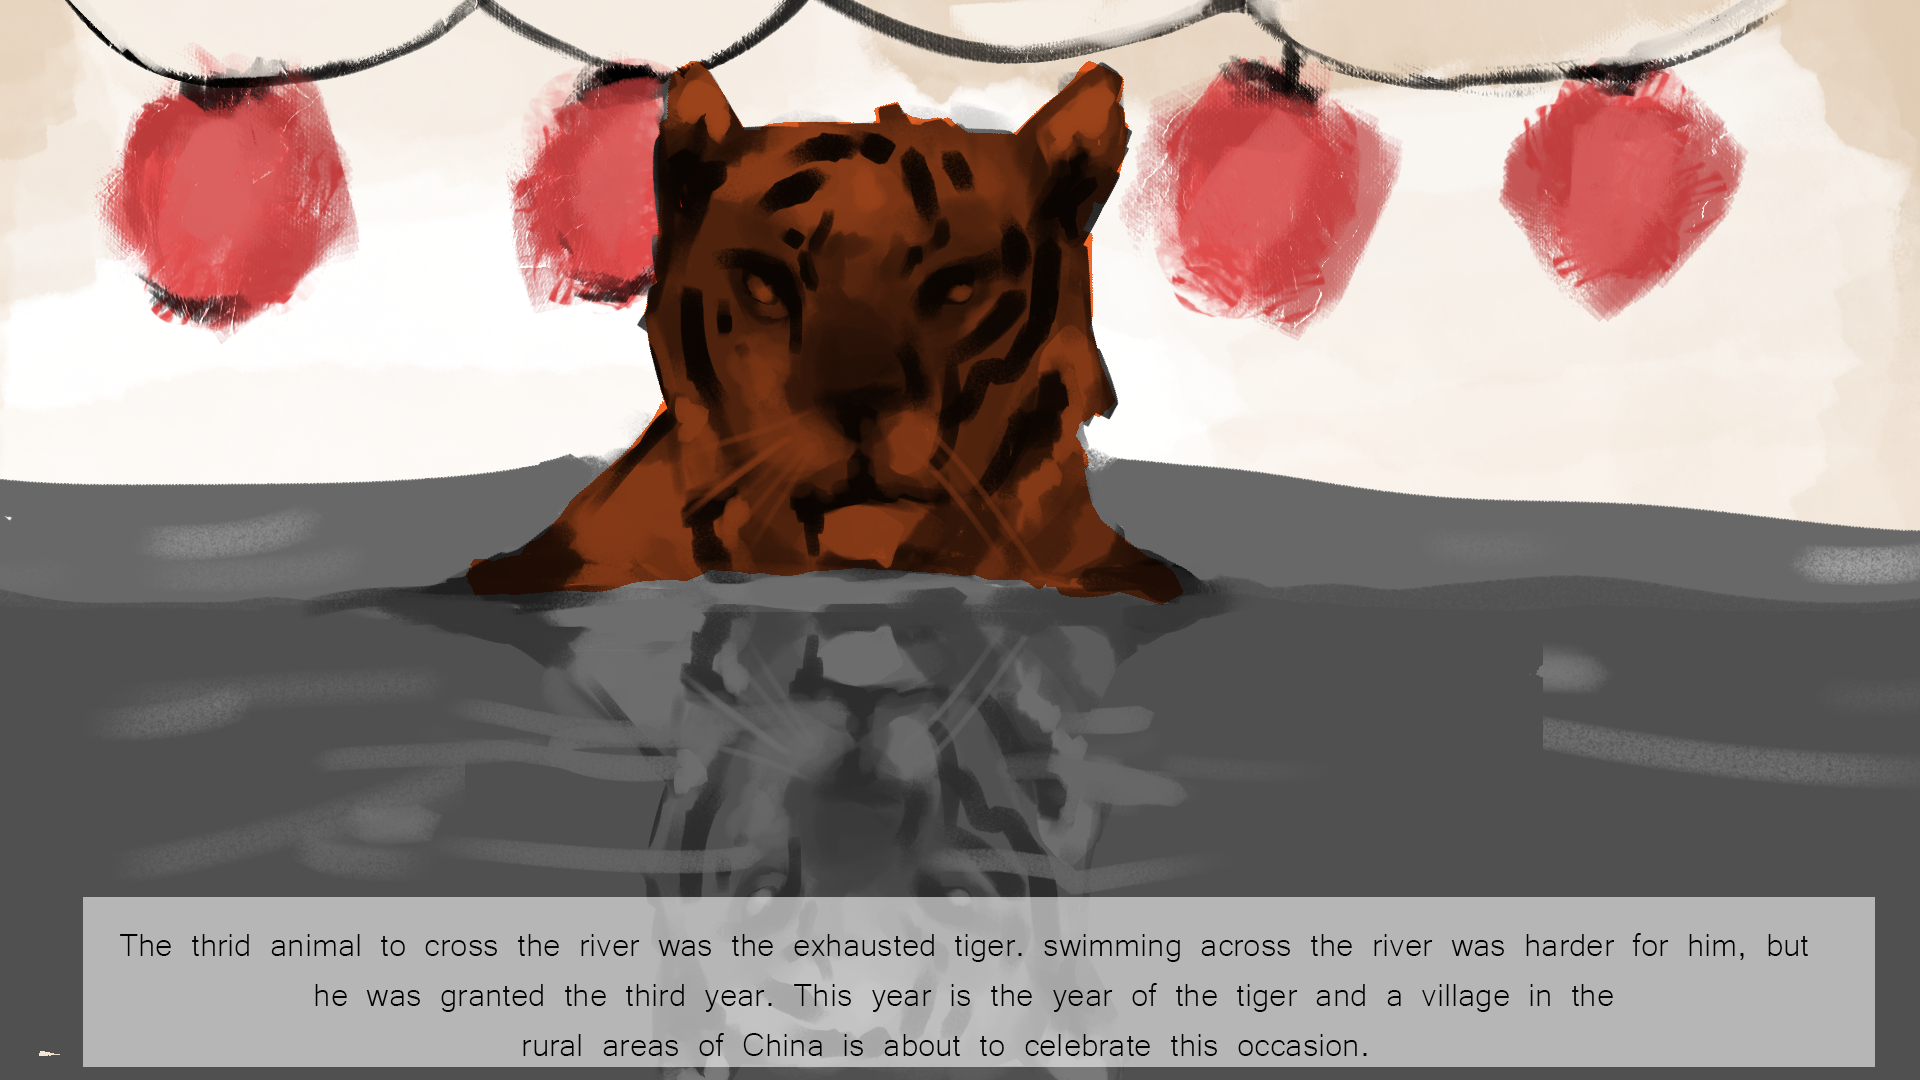 The thrid animal to cross the river was the exhausted tiger. swimming across the river was harder for him, but
he was granted the third year. This year is the year of the tiger and a village in the
rural areas of China is about to celebrate this occasion.